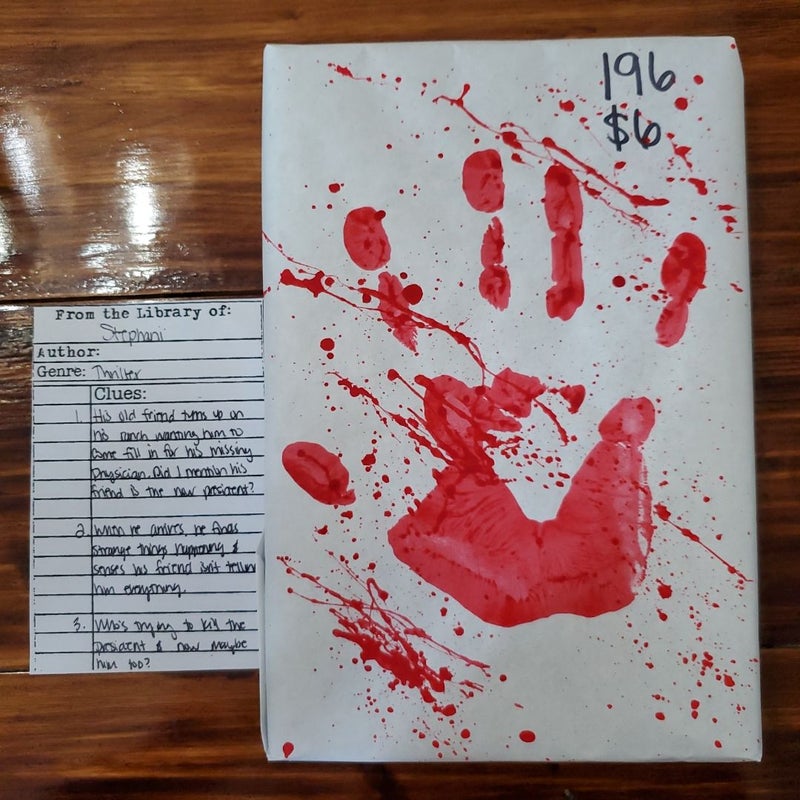 196
$6
From the Library of:
Stephani
Author:
Genre: Thriller
Clues:
1. His old friend turns up on
his ranch wanting him to
come fill in for his missing
physician. Did I mention his
friend is the new president?
2. When he arrives, he finds
strange things happening &
senses his friend isn't tellin
him everything.
3. Who's trying to kill the
president & now maybe
him too?